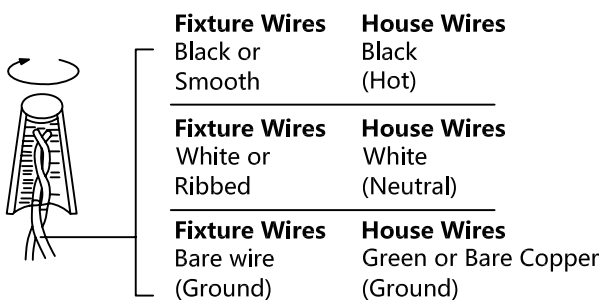 Fixture Wires House Wires
Black or Black
Smooth (Hot)
Fixture Wires House Wires
White or White
Ribbed (Neutral)
Fixture Wires House Wires
Bare wire Green or Bare Copper
(Ground) (Ground)